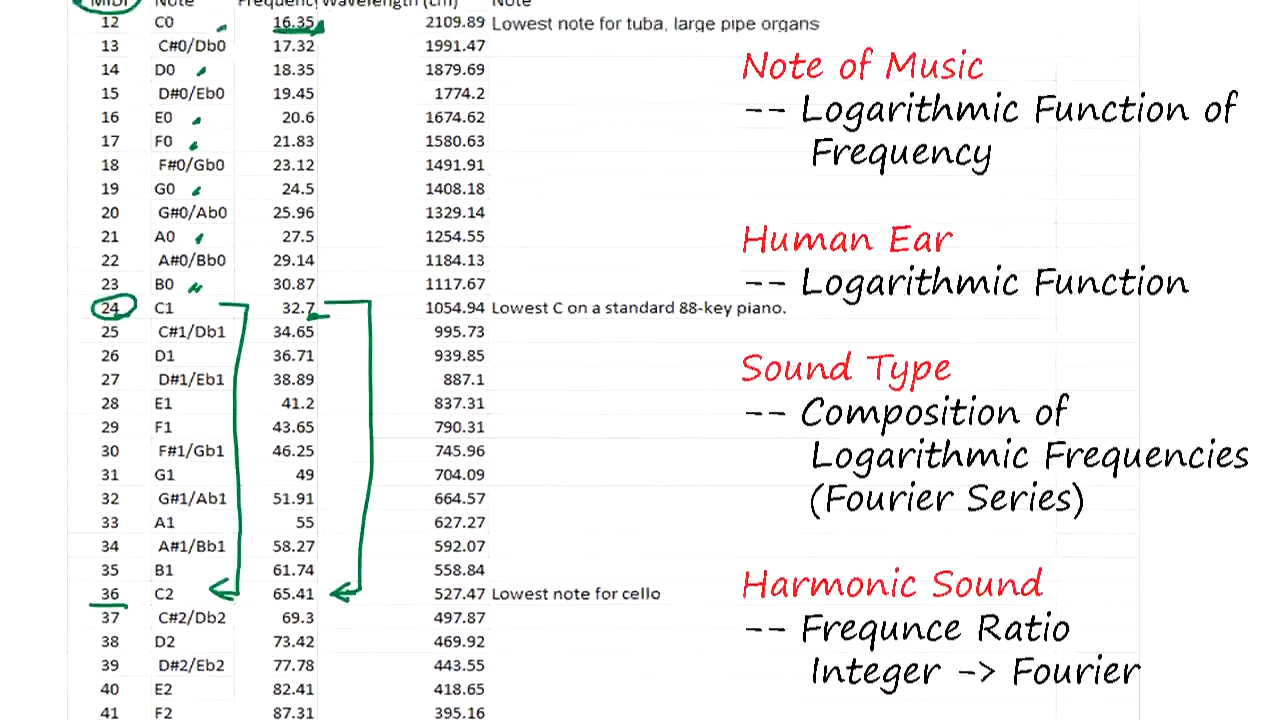 MIDI Note Frequency Wavelength (cm) Note
12 C0 16.35 2109.89 Lowest note for tuba, large pipe organs
13 C#0/Db0 17.32 1991.47
14 D0 18.35 1879.69
15 D#0/Eb0 19.45 1774.2
16 E0 20.6 1674.62
17 F0 21.83 1580.63
18 F#0/Gb0 23.12 1491.91
19 G0 24.5 1408.18
20 G#0/Ab0 25.96 1329.14
21 A0 27.5 1254.55
22 A#0/Bb0 29.14 1184.13
23 B0 30.87 1117.67
24 C1 32.7 1054.94 Lowest C on a standard 88-key piano.
25 C#1/Db1 34.65 995.73
26 D1 36.71 939.85
27 D#1/Eb1 38.89 887.1
28 E1 41.2 837.31
29 F1 43.65 790.31
30 F#1/Gb1 46.25 745.96
31 G1 49 704.09
32 G#1/Ab1 51.91 664.57
33 A1 55 627.27
34 A#1/Bb1 58.27 592.07
35 B1 61.74 558.84
36 C2 65.41 527.47 Lowest note for cello
37 C#2/Db2 69.3 497.87
38 D2 73.42 469.92
39 D#2/Eb2 77.78 443.55
40 E2 82.41 418.65
41 F2 87.31 395.16
Note of Music
-- Logarithmic Function of
Frequency
Human Ear
-- Logarithmic Function
Sound Type
-- Composition of
Logarithmic Frequencies
(Fourier Series)
Harmonic Sound
-- Frequnce Ratio
Integer -> Fourier